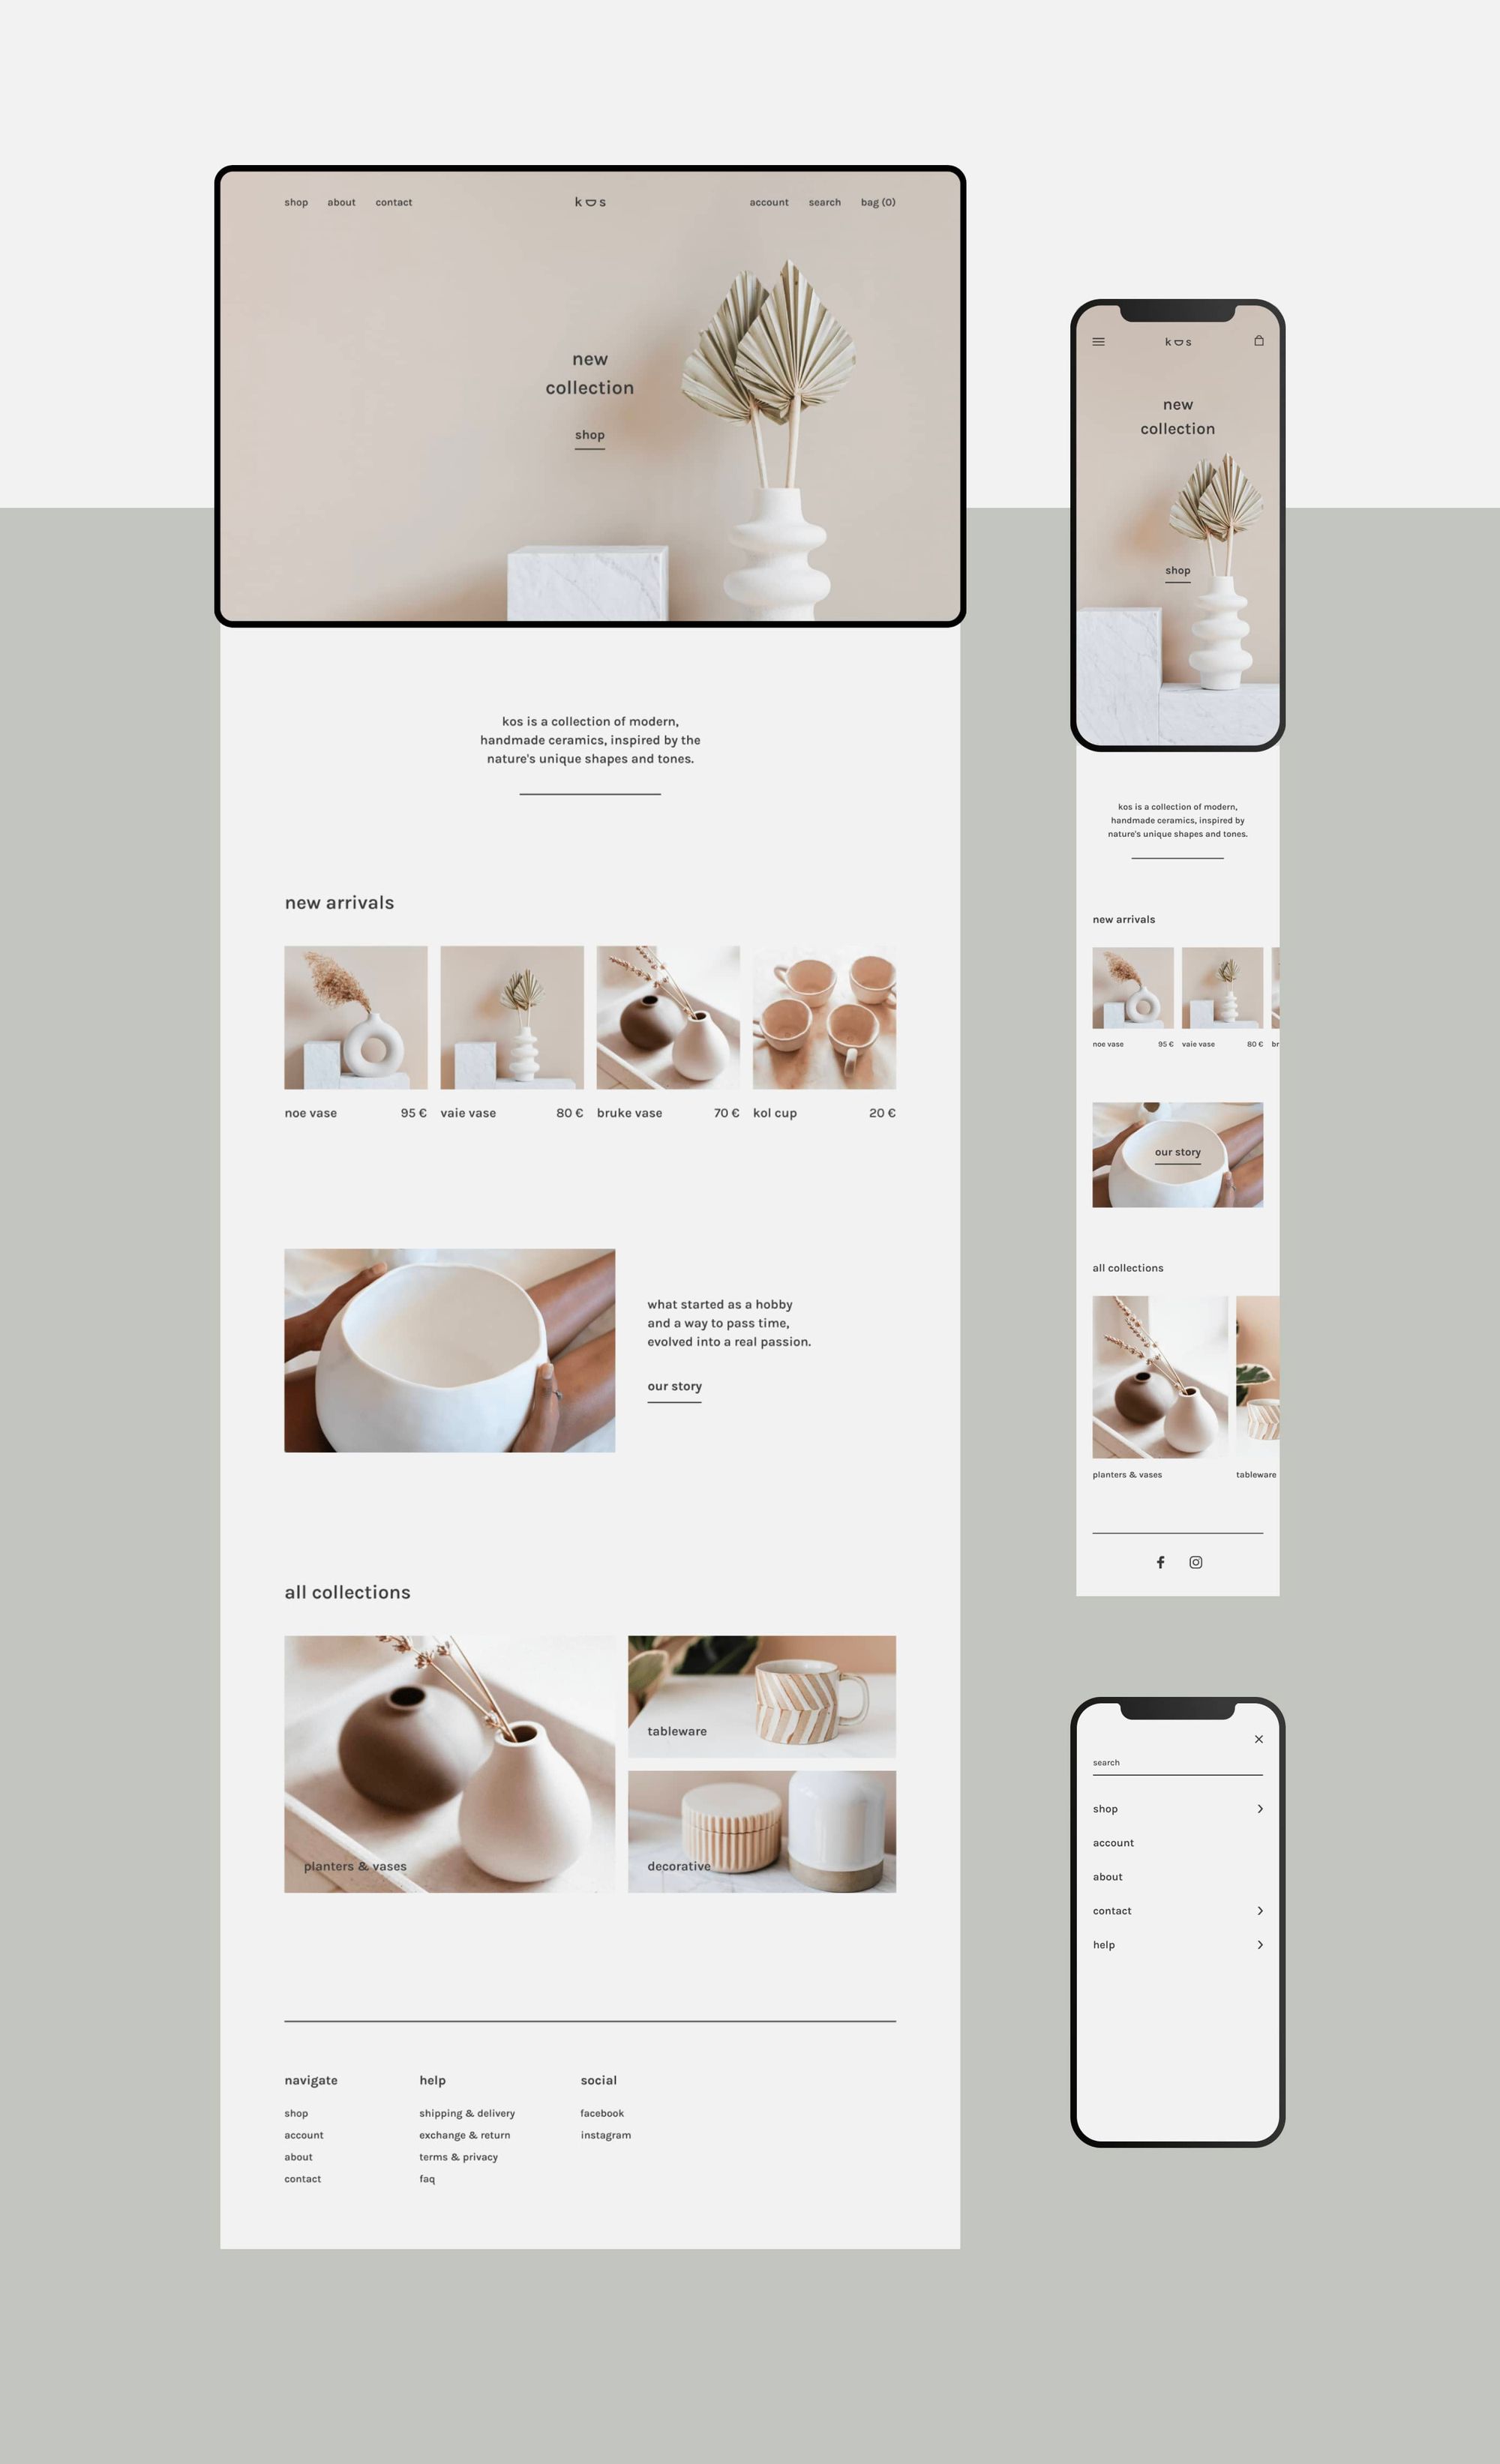 shop about contact
kos
account search bag (0)
new
collection
shop
kos is a collection of modern,
handmade ceramics, inspired by the
nature's unique shapes and tones.
new arrivals
noe vase 95 €
vaie vase 80 €
bruke vase 70 €
kol cup 20 €
what started as a hobby
and a way to pass time,
evolved into a real passion.
our story
all collections
planters & vases
tableware
decorative
navigate
shop
account
about
contact
help
shipping & delivery
exchange & return
terms & privacy
faq
social
facebook
instagram
kos
new
collection
shop
kos is a collection of modern,
handmade ceramics, inspired by
nature's unique shapes and tones.
new arrivals
noe vase 95 €
vaie vase 80 €
br
our story
all collections
planters & vases
tableware
search
shop
account
about
contact
help